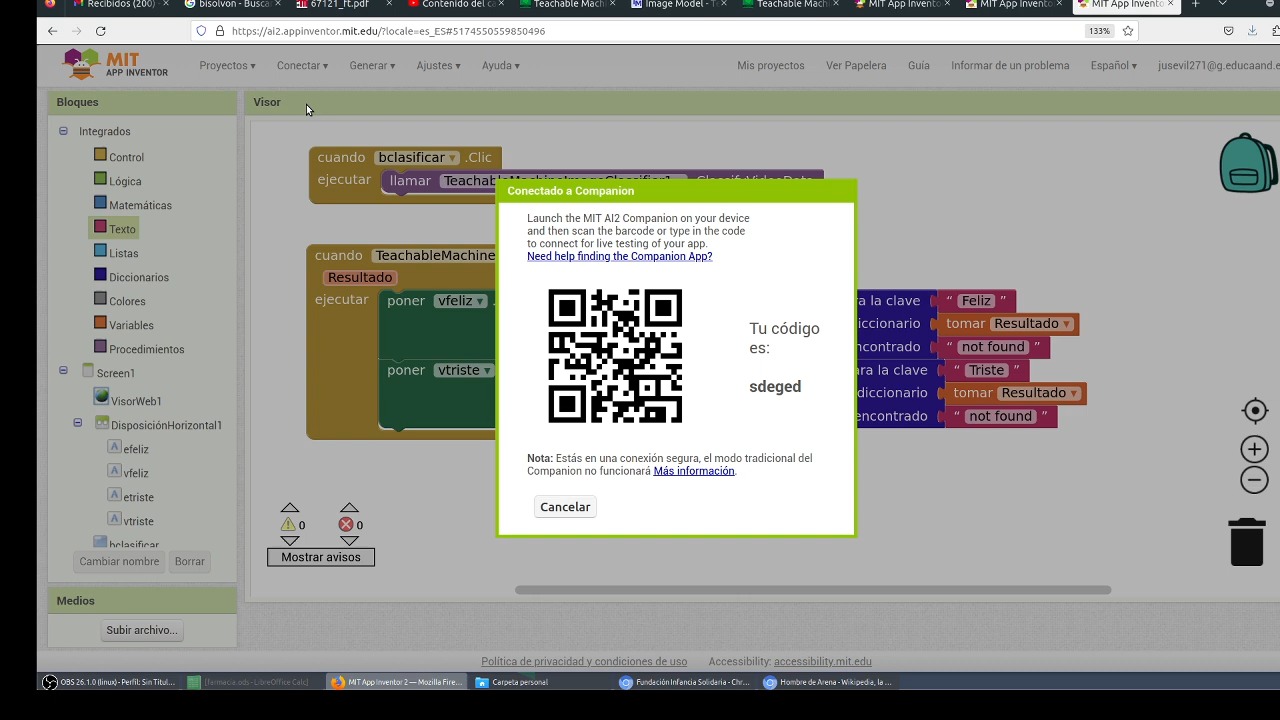 Recibidos (200)
bisolvon - Busca
67121_ft.pdf
Contenido del ca
Teachable Machi
Image Model - Te
Teachable Machi
MIT App Invento
MIT App Invento
MIT App Invento
https://ai2.appinventor.mit.edu/?locale=es_ES#5174550559850496
133%
MIT
APP INVENTOR
Proyectos
Conectar
Generar
Ajustes
Ayuda
Mis proyectos
Ver Papelera
Guía
Informar de un problema
Español
jusevil271@g.educaand.e
Bloques
Visor
Integrados
Control
Lógica
Matemáticas
Texto
Listas
Diccionarios
Colores
Variables
Procedimientos
Screen1
VisorWeb1
DisposiciónHorizontal1
efeliz
vfeliz
etriste
vtriste
bclasificar
Cambiar nombre
Borrar
Medios
Subir archivo...
cuando bclasificar .Clic
ejecutar llamar TeachableMachineImageClassifier1 .ClassifyVideoData
cuando TeachableMachine
Resultado
ejecutar poner vfeliz
poner vtriste
ra la clave “ Feliz ”
iccionario tomar Resultado
encontrado “ not found ”
ra la clave “ Triste ”
diccionario tomar Resultado
encontrado “ not found ”
Conectado a Companion
Launch the MIT AI2 Companion on your device
and then scan the barcode or type in the code
to connect for live testing of your app.
Need help finding the Companion App?
Tu código
es:
sdeged
Nota: Estás en una conexión segura, el modo tradicional del
Companion no funcionará Más información.
Cancelar
0
0
Mostrar avisos
Política de privacidad y condiciones de uso
Accessibility: accessibility.mit.edu
OBS 26.1.0 (linux) - Perfil: Sin Titul...
[farmacia.ods - LibreOffice Calc]
MIT App Inventor 2 — Mozilla Fire...
Carpeta personal
Fundación Infancia Solidaria - Chr...
Hombre de Arena - Wikipedia, la ...